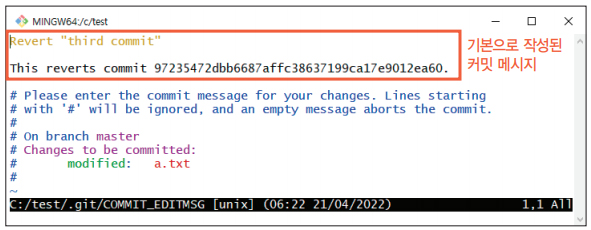 MINGW64:/c/test
Revert "third commit"
기본으로 작성된
커밋 메시지
This reverts commit 97235472dbb6687affc38637199ca17e9012ea60.
# Please enter the commit message for your changes. Lines starting
# with '#' will be ignored, and an empty message aborts the commit.
#
# On branch master
# Changes to be committed:
#       modified:   a.txt
#
~
C:/test/.git/COMMIT_EDITMSG [unix] (06:22 21/04/2022) 1,1 All